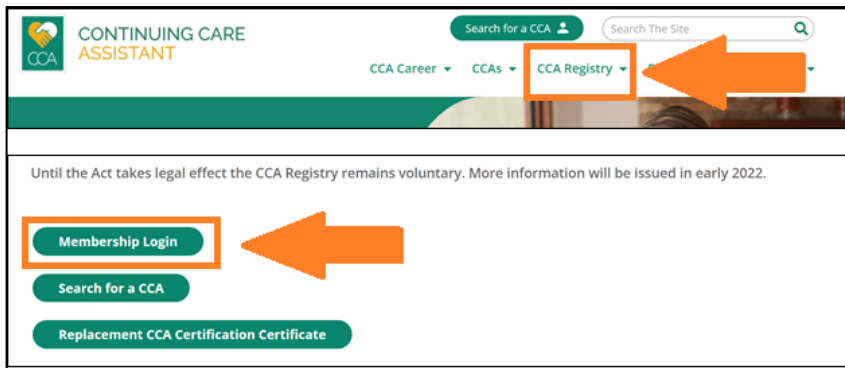 CONTINUING CARE
ASSISTANT
CCA
Search for a CCA
Search The Site
CCA Career
CCAs
CCA Registry
Until the Act takes legal effect the CCA Registry remains voluntary. More information will be issued in early 2022.
Membership Login
Search for a CCA
Replacement CCA Certification Certificate